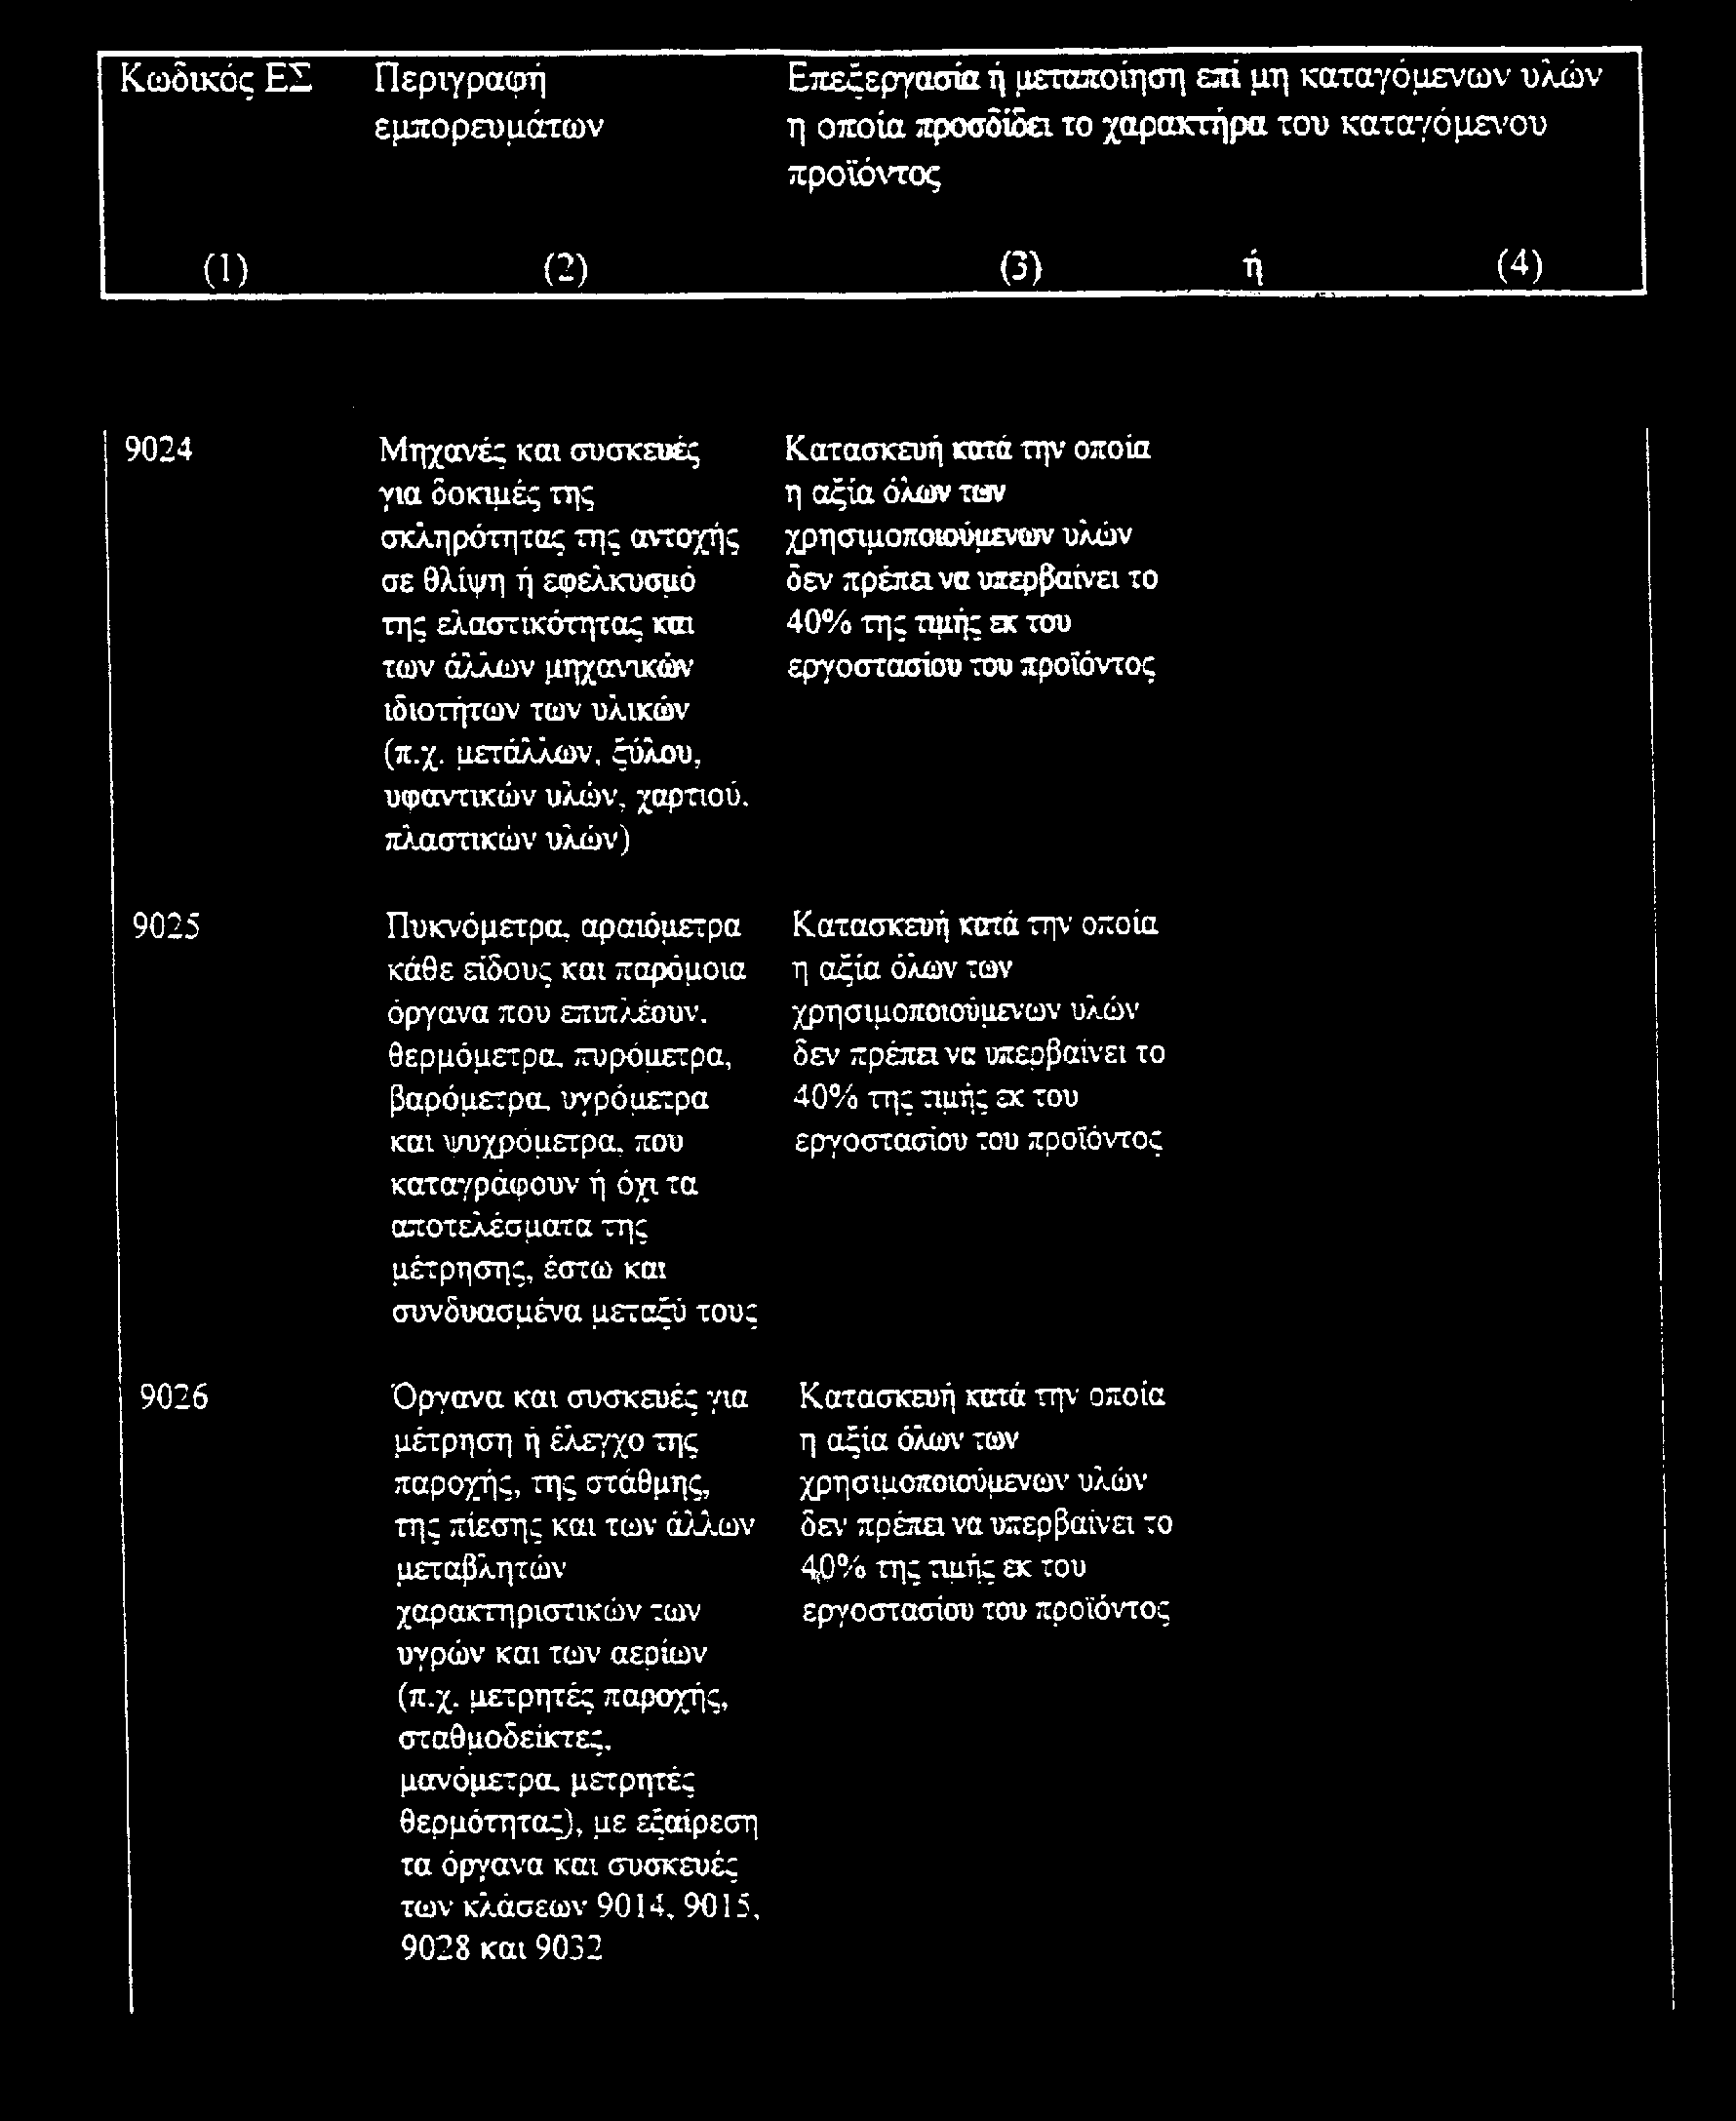 Κωδικός ΕΣ Περιγραφή Επεξεργασία ή μεταποίηση επί μη καταγόμενων υλών
εμπορευμάτων η οποία προσδίδει το χαρακτήρα του καταγόμενου
προϊόντος
(1) (2) (3) ή (4)
9024 Μηχανές και συσκευές Κατασκευή κατά την οποία
για δοκιμές της η αξία όλων των
σκληρότητας της αντοχής χρησιμοποιούμενων υλών
σε θλίψη ή εφελκυσμό δεν πρέπει να υπερβαίνει το
της ελαστικότητας και 40% της τιμής εκ του
των άλλων μηχανικών εργοστασίου του προϊόντος
ιδιοτήτων των υλικών
(π.χ. μετάλλων, ξύλου,
υφαντικών υλών, χαρτιού,
πλαστικών υλών)
9025 Πυκνόμετρα, αραιόμετρα Κατασκευή κατά την οποία
κάθε είδους και παρόμοια η αξία όλων των
όργανα που επιπλέουν, χρησιμοποιούμενων υλών
θερμόμετρα, πυρόμετρα, δεν πρέπει να υπερβαίνει το
βαρόμετρα, υγρόμετρα 40% της τιμής εκ του
και ψυχρόμετρα, που εργοστασίου του προϊόντος
καταγράφουν ή όχι τα
αποτελέσματα της
μέτρησης, έστω και
συνδυασμένα μεταξύ τους
9026 Όργανα και συσκευές για Κατασκευή κατά την οποία
μέτρηση ή έλεγχο της η αξία όλων των
παροχής, της στάθμης, χρησιμοποιούμενων υλών
της πίεσης και των άλλων δεν πρέπει να υπερβαίνει το
μεταβλητών 40% της τιμής εκ του
χαρακτηριστικών των εργοστασίου του προϊόντος
υγρών και των αερίων
(π.χ. μετρητές παροχής,
σταθμοδείκτες,
μανόμετρα, μετρητές
θερμότητας), με εξαίρεση
τα όργανα και συσκευές
των κλάσεων 9014, 9015,
9028 και 9032